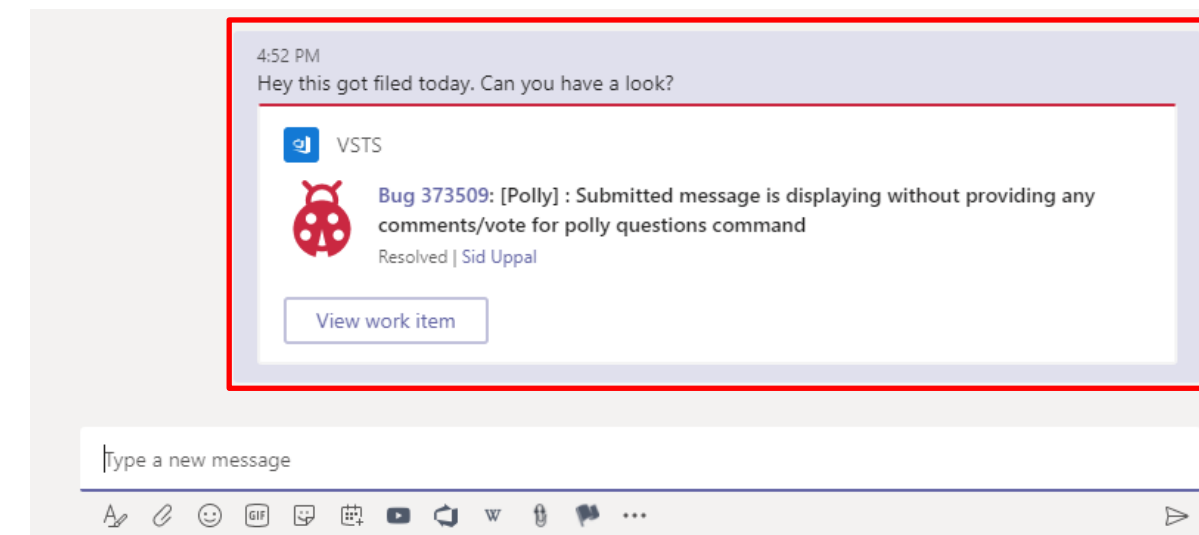 4:52 PM
Hey this got filed today. Can you have a look?
VSTS
Bug 373509: [Polly] : Submitted message is displaying without providing any
comments/vote for polly questions command
Resolved | Sid Uppal
View work item
Type a new message
GIF
W